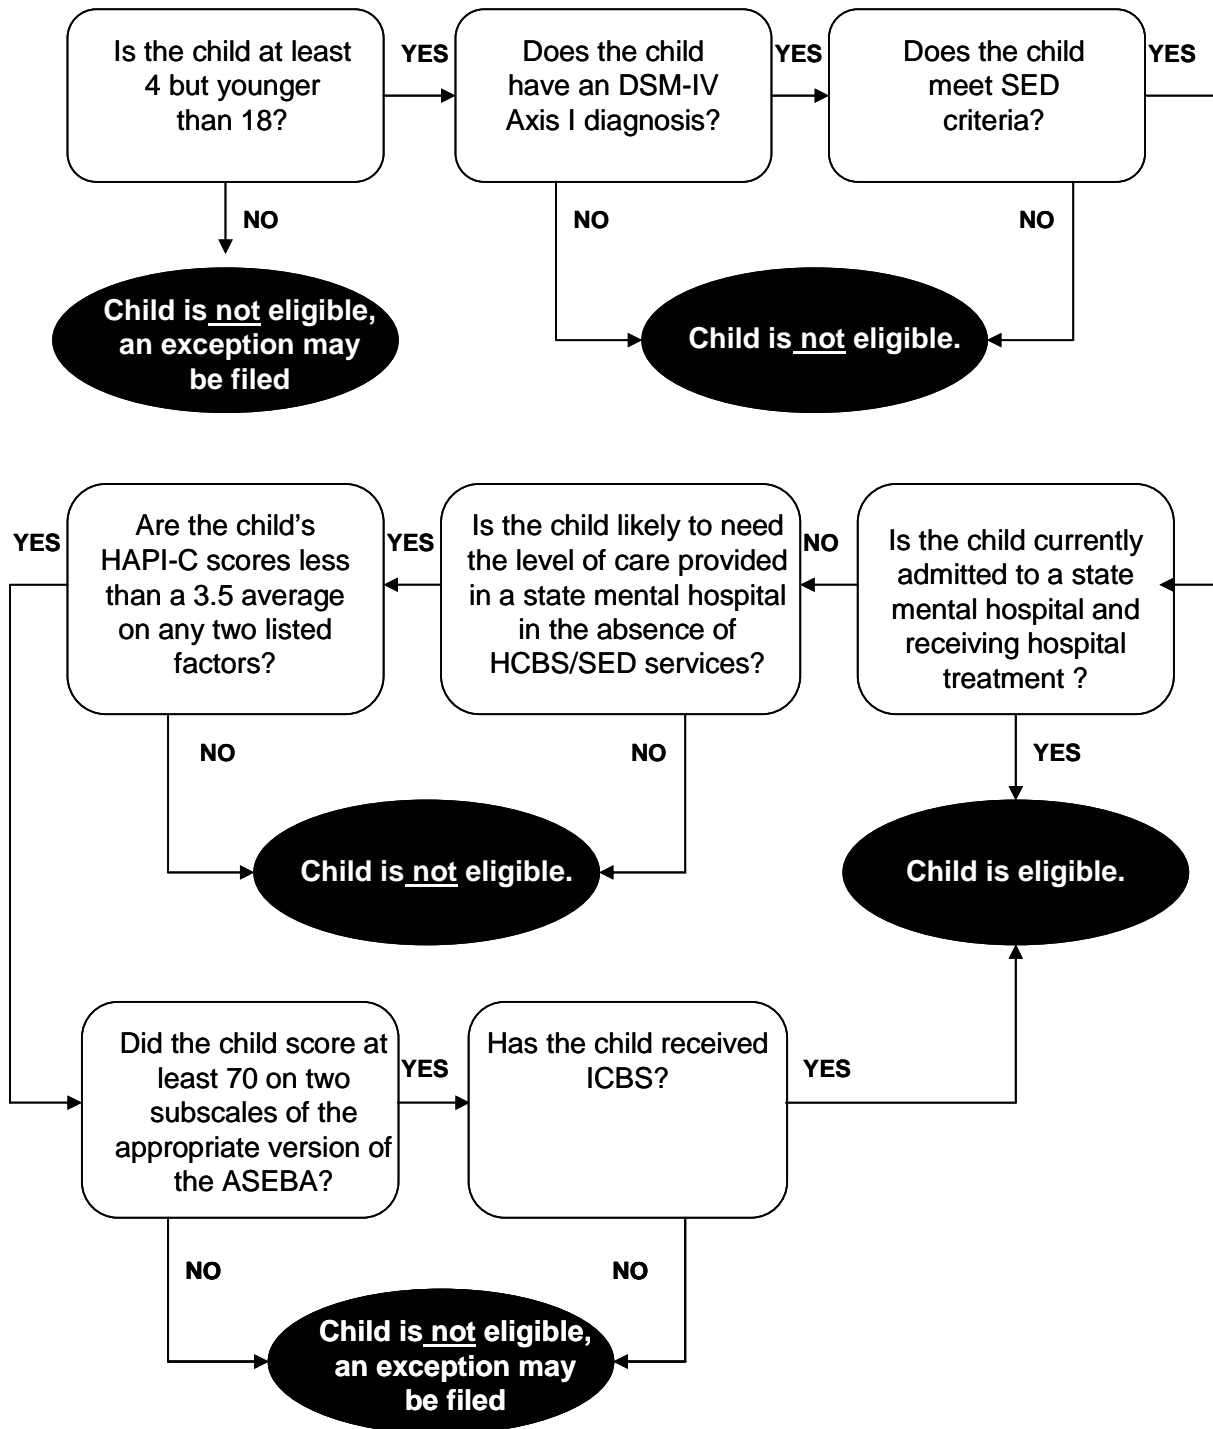 Is the child at least
4 but younger
than 18?
YES
Does the child
have an DSM-IV
Axis I diagnosis?
YES
Does the child
meet SED
criteria?
YES
NO
NO
NO
Child is not eligible,
an exception may
be filed
Child is not eligible.
YES
Are the child's
HAPI-C scores less
than a 3.5 average
on any two listed
factors?
YES
Is the child likely to need
the level of care provided
in a state mental hospital
in the absence of
HCBS/SED services?
NO
Is the child currently
admitted to a state
mental hospital and
receiving hospital
treatment ?
NO
NO
YES
Child is not eligible.
Child is eligible.
Did the child score at
least 70 on two
subscales of the
appropriate version of
the ASEBA?
YES
Has the child received
ICBS?
YES
NO
NO
Child is not eligible,
an exception may
be filed